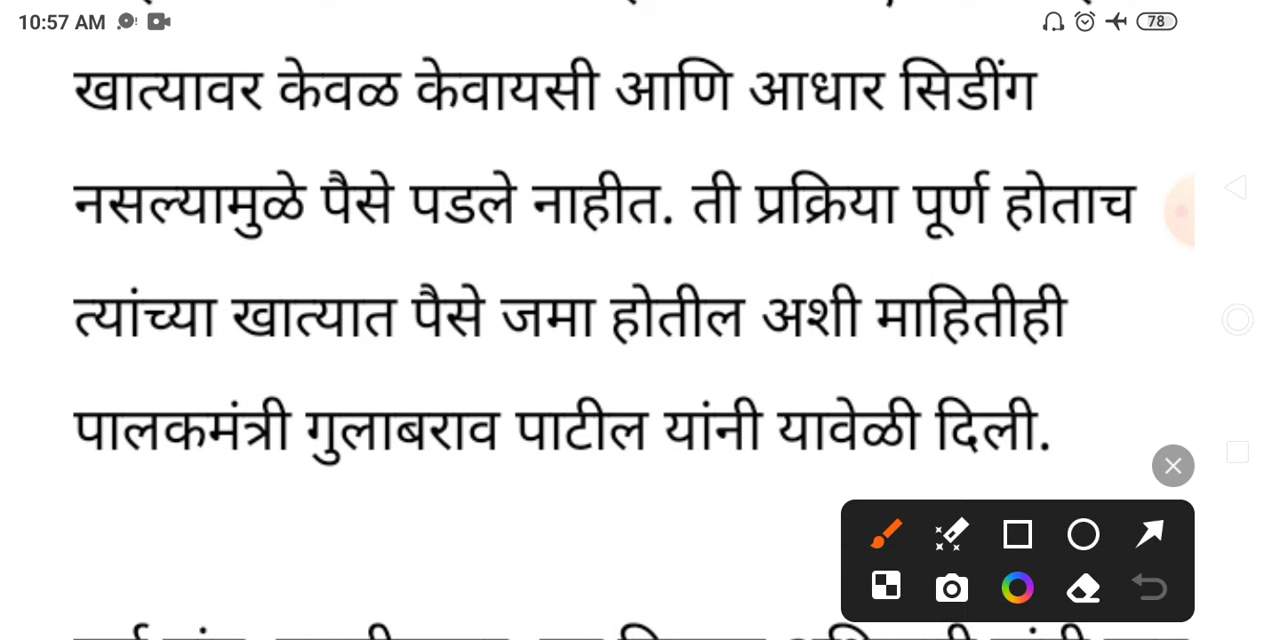 10:57 AM 78
खात्यावर केवळ केवायसी आणि आधार सिडींग
नसल्यामुळे पैसे पडले नाहीत. ती प्रक्रिया पूर्ण होताच
त्यांच्या खात्यात पैसे जमा होतील अशी माहितीही
पालकमंत्री गुलाबराव पाटील यांनी यावेळी दिली.